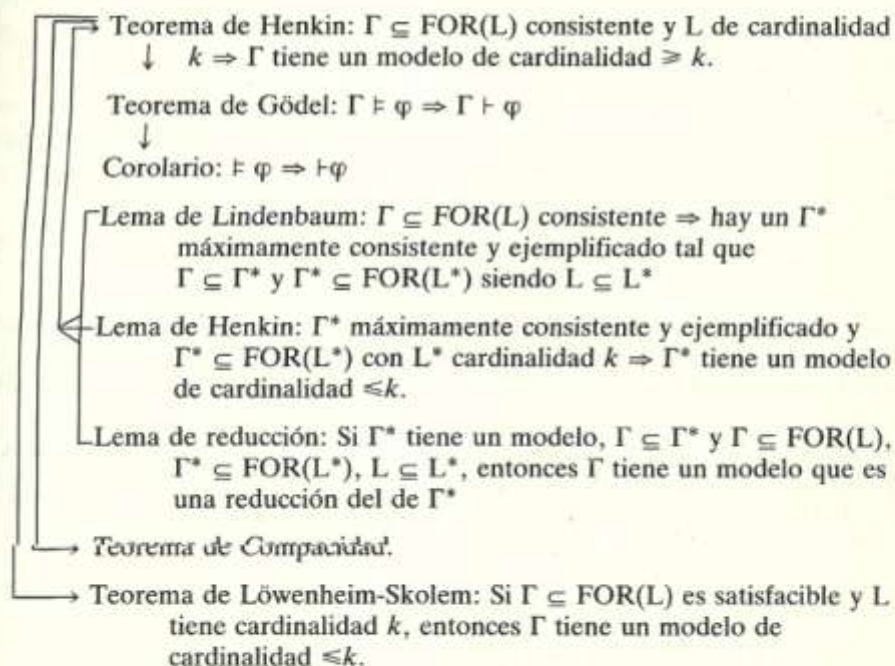 Teorema de Henkin: Γ ⊆ FOR(L) consistente y L de cardinalidad
↓ k ⇒ Γ tiene un modelo de cardinalidad ⩾ k.
Teorema de Gödel: Γ ⊧ φ ⇒ Γ ⊢ φ
↓
Corolario: ⊧ φ ⇒ ⊢φ
Lema de Lindenbaum: Γ ⊆ FOR(L) consistente ⇒ hay un Γ*
máximamente consistente y ejemplificado tal que
Γ ⊆ Γ* y Γ* ⊆ FOR(L*) siendo L ⊆ L*
Lema de Henkin: Γ* máximamente consistente y ejemplificado y
Γ* ⊆ FOR(L*) con L* cardinalidad k ⇒ Γ* tiene un modelo
de cardinalidad ⩽k.
Lema de reducción: Si Γ* tiene un modelo, Γ ⊆ Γ* y Γ ⊆ FOR(L),
Γ* ⊆ FOR(L*), L ⊆ L*, entonces Γ tiene un modelo que es
una reducción del de Γ*
Teorema de Compacidad.
Teorema de Löwenheim-Skolem: Si Γ ⊆ FOR(L) es satisfacible y L
tiene cardinalidad k, entonces Γ tiene un modelo de
cardinalidad ⩽k.